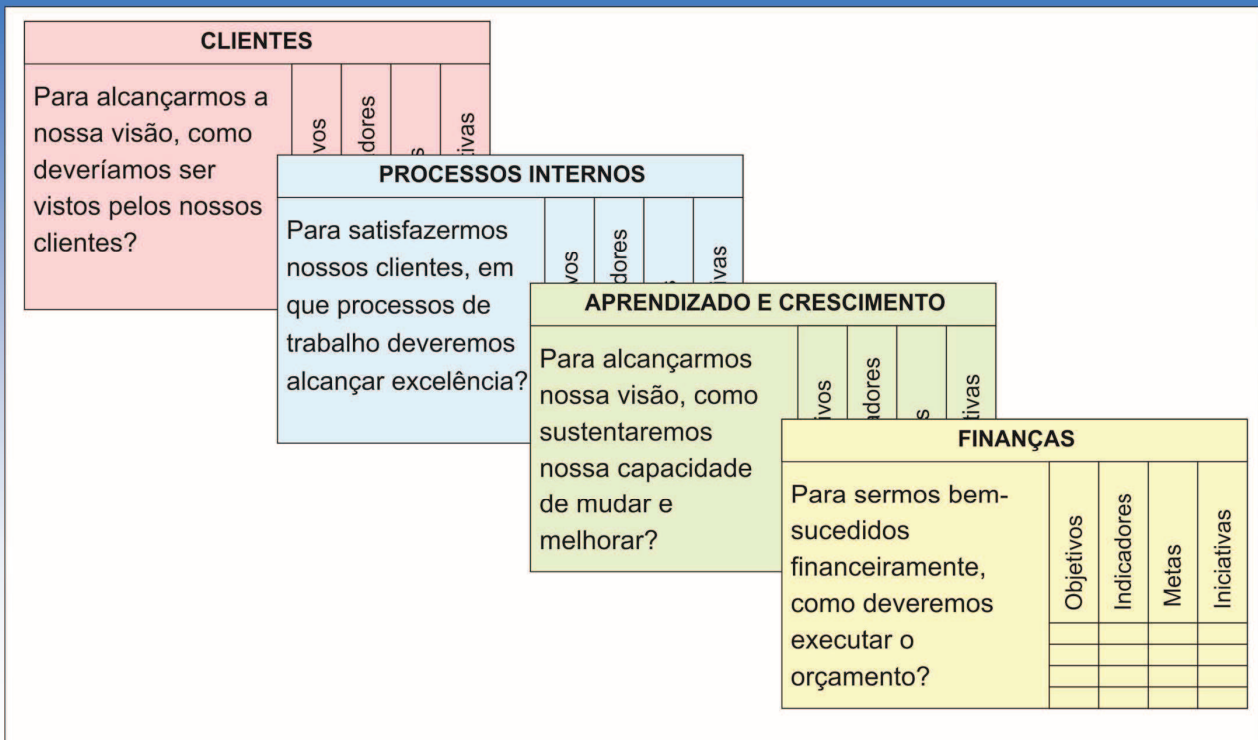 CLIENTES
Para alcançarmos a
nossa visão, como
deveríamos ser
vistos pelos nossos
clientes?
PROCESSOS INTERNOS
Para satisfazermos
nossos clientes, em
que processos de
trabalho deveremos
alcançar excelência?
APRENDIZADO E CRESCIMENTO
Para alcançarmos
nossa visão, como
sustentaremos
nossa capacidade
de mudar e
melhorar?
FINANÇAS
Para sermos bem-
sucedidos
financeiramente,
como deveremos
executar o
orçamento?
Objetivos
Indicadores
Metas
Iniciativas